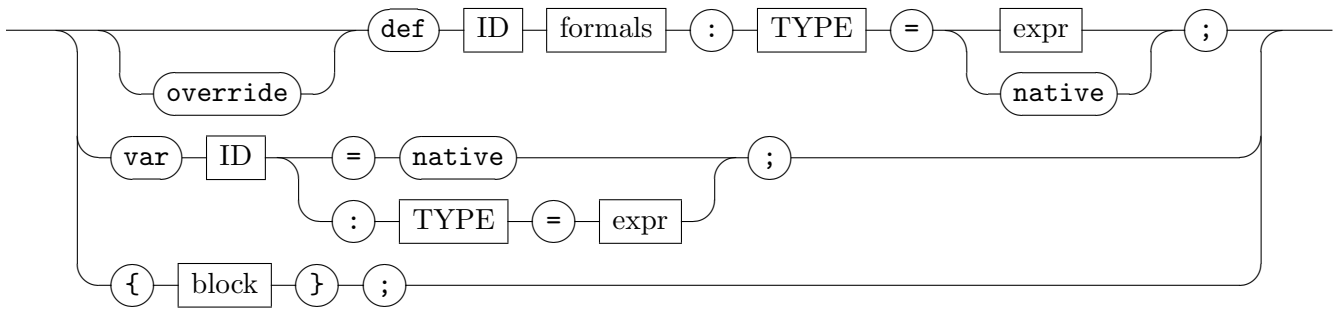 def ID formals : TYPE = expr ;
override native
var ID = native ;
: TYPE = expr
{ block } ;